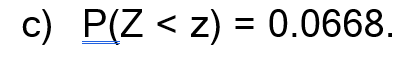 c) P(Z < z) = 0.0668.